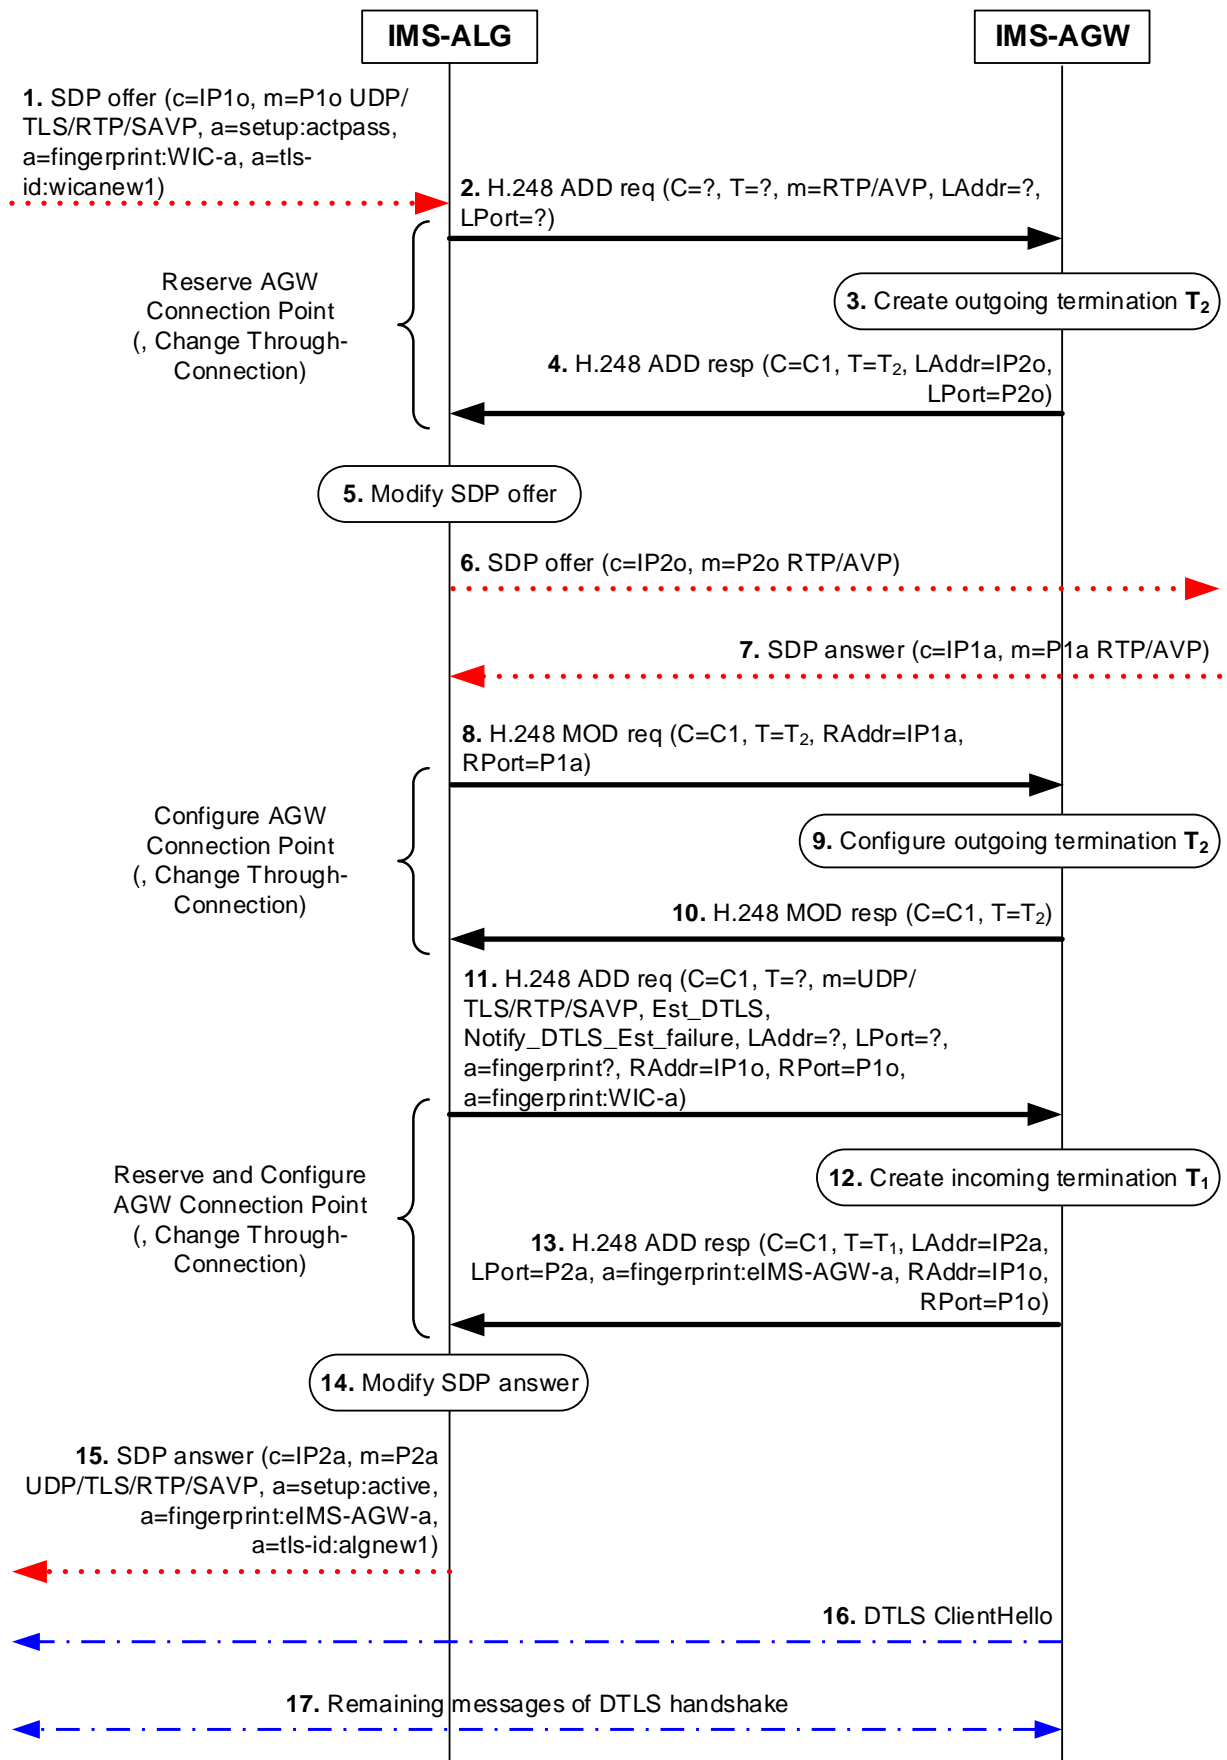 IMS-ALG
IMS-AGW
1. SDP offer (c=IP1o, m=P1o UDP/
TLS/RTP/SAVP, a=setup:actpass,
a=fingerprint:WIC-a, a=tls-
id:wicanew1)
2. H.248 ADD req (C=?, T=?, m=RTP/AVP, LAddr=?,
LPort=?)
Reserve AGW
Connection Point
(, Change Through-
Connection)
3. Create outgoing termination T2
4. H.248 ADD resp (C=C1, T=T2, LAddr=IP2o,
LPort=P2o)
5. Modify SDP offer
6. SDP offer (c=IP2o, m=P2o RTP/AVP)
7. SDP answer (c=IP1a, m=P1a RTP/AVP)
8. H.248 MOD req (C=C1, T=T2, RAddr=IP1a,
RPort=P1a)
Configure AGW
Connection Point
(, Change Through-
Connection)
9. Configure outgoing termination T2
10. H.248 MOD resp (C=C1, T=T2)
11. H.248 ADD req (C=C1, T=?, m=UDP/
TLS/RTP/SAVP, Est_DTLS,
Notify_DTLS_Est_failure, LAddr=?, LPort=?,
a=fingerprint?, RAddr=IP1o, RPort=P1o,
a=fingerprint:WIC-a)
Reserve and Configure
AGW Connection Point
(, Change Through-
Connection)
12. Create incoming termination T1
13. H.248 ADD resp (C=C1, T=T1, LAddr=IP2a,
LPort=P2a, a=fingerprint:eIMS-AGW-a, RAddr=IP1o,
RPort=P1o)
14. Modify SDP answer
15. SDP answer (c=IP2a, m=P2a
UDP/TLS/RTP/SAVP, a=setup:active,
a=fingerprint:eIMS-AGW-a,
a=tls-id:algnew1)
16. DTLS ClientHello
17. Remaining messages of DTLS handshake